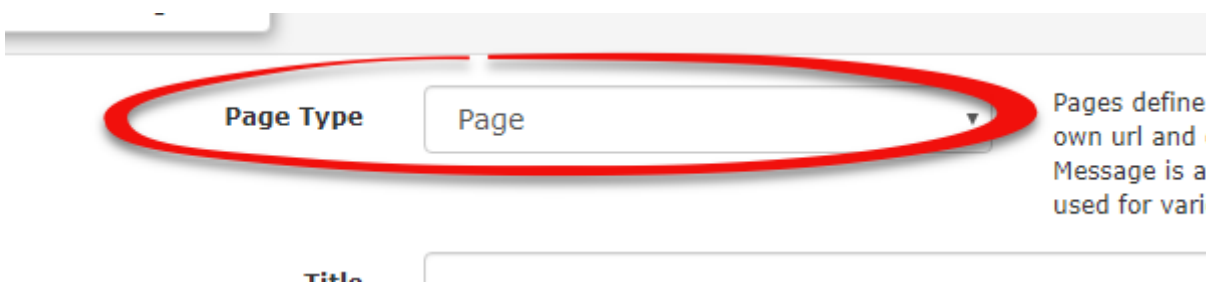 Page Type
Page
Pages define
own url and
Message is a
used for vari
Title